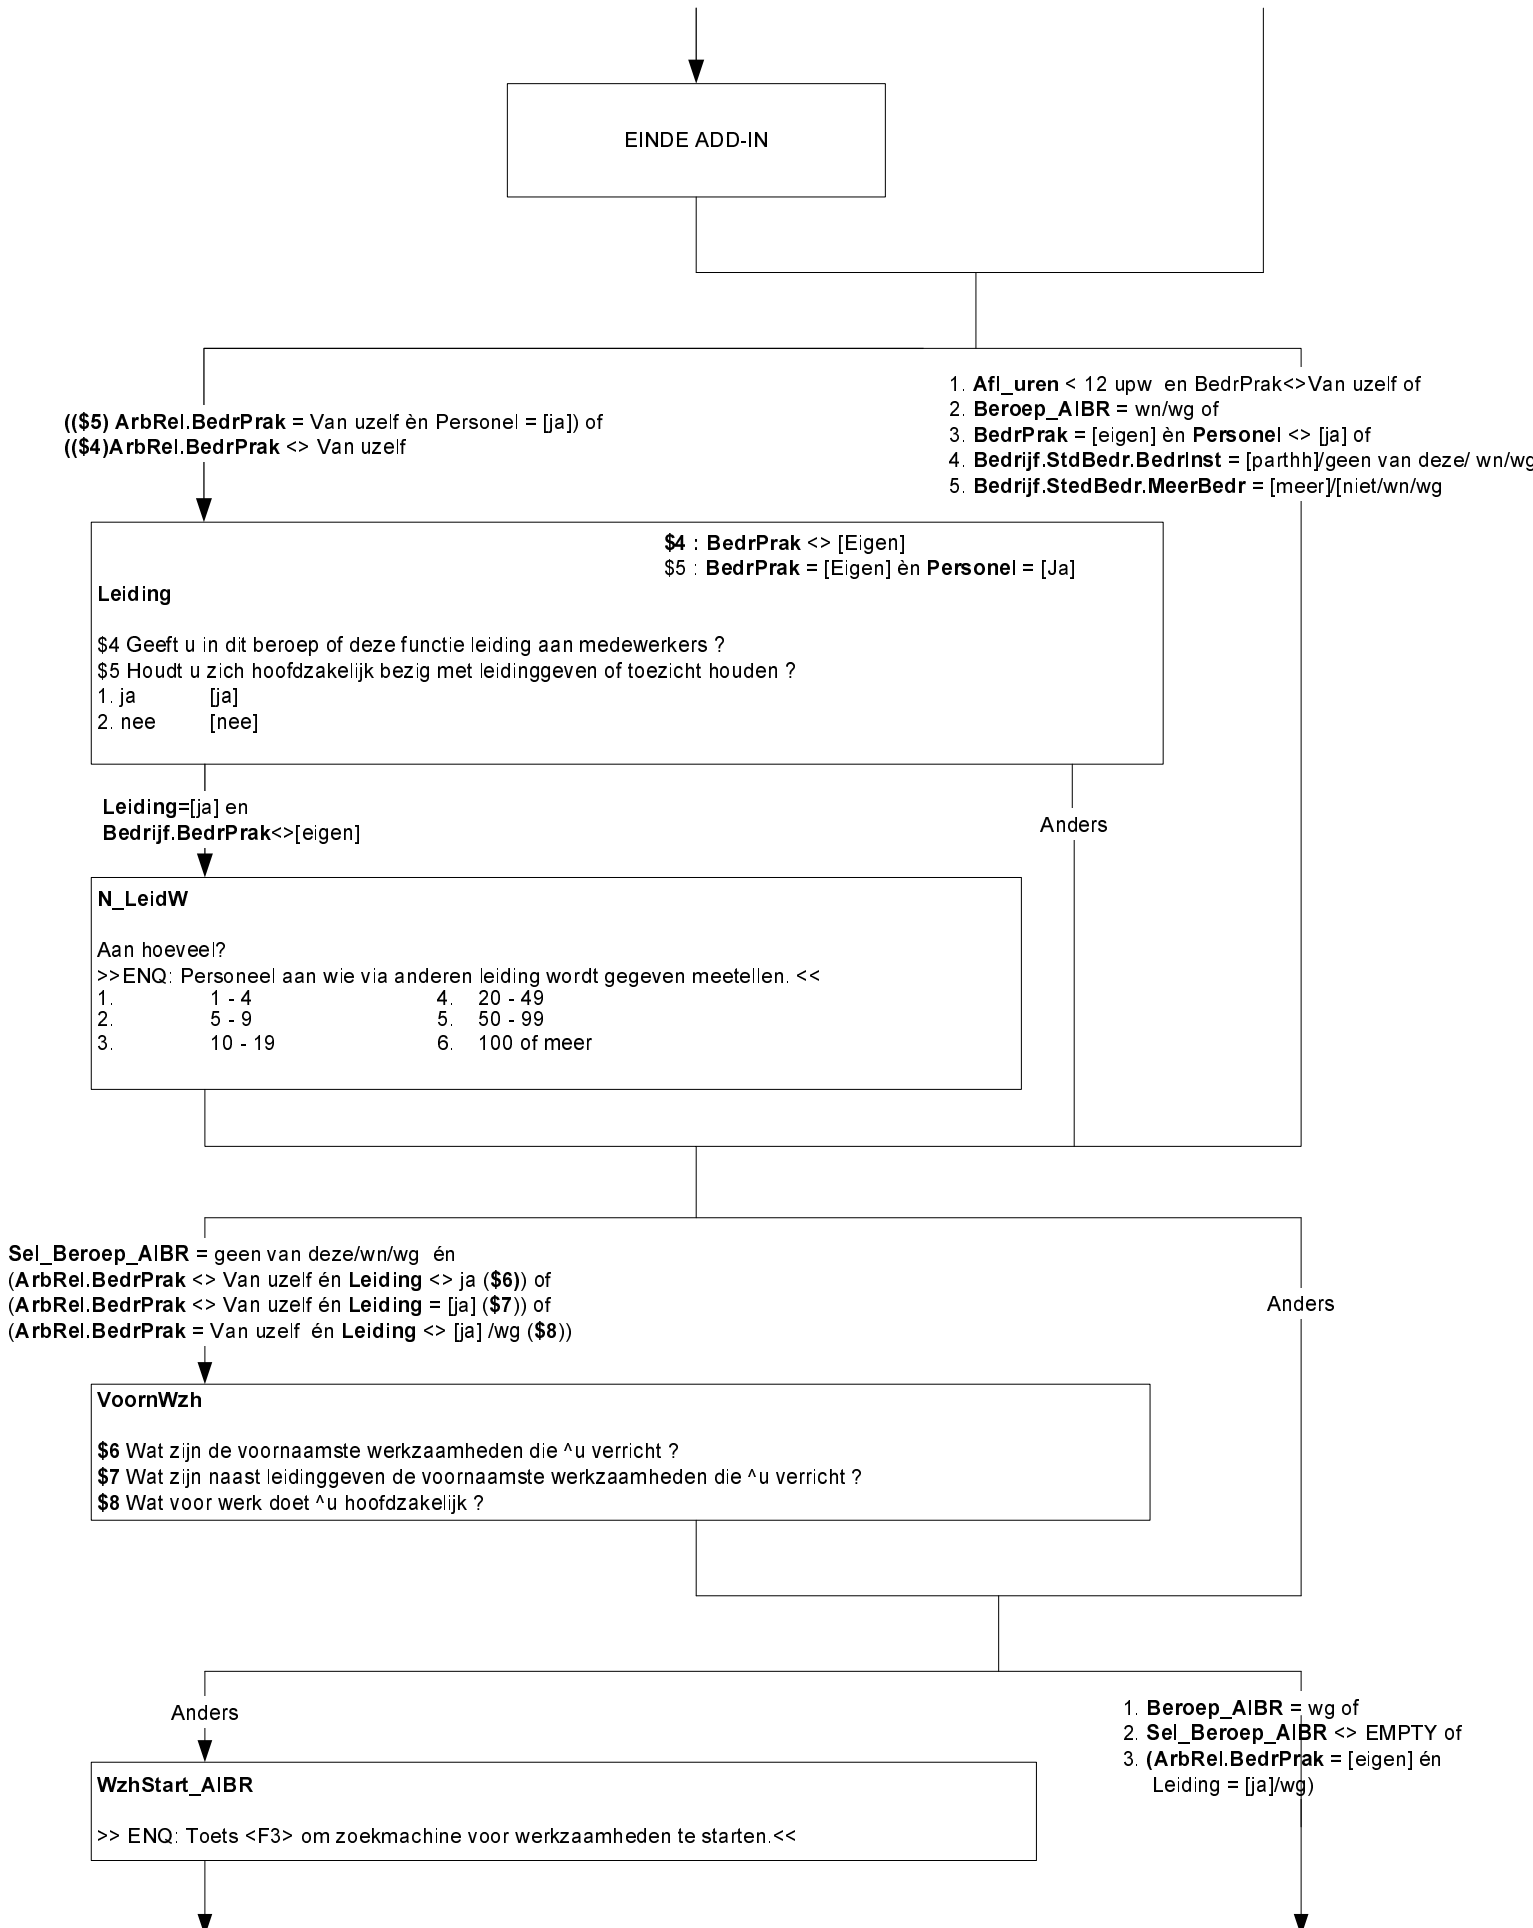 EINDE ADD-IN
(($5) ArbRel.BedrPrak = Van uzelf èn Personel = [ja]) of
(($4)ArbRel.BedrPrak <> Van uzelf
1. Afl_uren < 12 upw  en BedrPrak<>Van uzelf of
2. Beroep_AIBR = wn/wg of
3. BedrPrak = [eigen] èn Personel <> [ja] of
4. Bedrijf.StdBedr.BedrInst = [parthh]/geen van deze/ wn/wg
5. Bedrijf.StedBedr.MeerBedr = [meer]/[niet/wn/wg
$4 : BedrPrak <> [Eigen]
$5 : BedrPrak = [Eigen] èn Personel = [Ja]
Leiding
$4 Geeft u in dit beroep of deze functie leiding aan medewerkers ?
$5 Houdt u zich hoofdzakelijk bezig met leidinggeven of toezicht houden ?
1. ja [ja]
2. nee [nee]
Leiding=[ja] en
Bedrijf.BedrPrak<>[eigen]
Anders
N_LeidW
Aan hoeveel?
>>ENQ: Personeel aan wie via anderen leiding wordt gegeven meetellen. <<
1. 1 - 4 4. 20 - 49
2. 5 - 9 5. 50 - 99
3. 10 - 19 6. 100 of meer
Sel_Beroep_AIBR = geen van deze/wn/wg  én
(ArbRel.BedrPrak <> Van uzelf én Leiding <> ja ($6)) of
(ArbRel.BedrPrak <> Van uzelf én Leiding = [ja] ($7)) of
(ArbRel.BedrPrak = Van uzelf  én Leiding <> [ja] /wg ($8))
Anders
VoornWzh
$6 Wat zijn de voornaamste werkzaamheden die ^u verricht ?
$7 Wat zijn naast leidinggeven de voornaamste werkzaamheden die ^u verricht ?
$8 Wat voor werk doet ^u hoofdzakelijk ?
Anders
1. Beroep_AIBR = wg of
2. Sel_Beroep_AIBR <> EMPTY of
3. (ArbRel.BedrPrak = [eigen] én
Leiding = [ja]/wg)
WzhStart_AIBR
>> ENQ: Toets <F3> om zoekmachine voor werkzaamheden te starten.<<